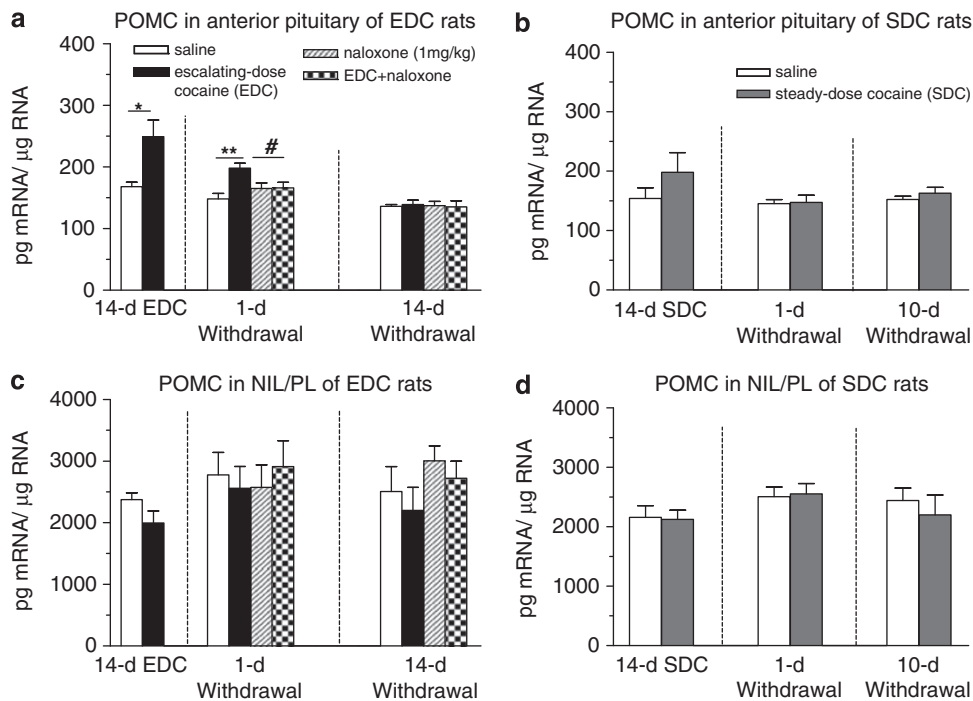 a
POMC in anterior pituitary of EDC rats
400
300
200
100
0
pg mRNA/ μg RNA
saline
escalating-dose
cocaine (EDC)
naloxone (1mg/kg)
EDC+naloxone
*
**
#
14-d EDC
1-d
Withdrawal
14-d
Withdrawal
b
POMC in anterior pituitary of SDC rats
400
300
200
100
0
pg mRNA/ μg RNA
saline
steady-dose cocaine (SDC)
14-d SDC
1-d
Withdrawal
10-d
Withdrawal
c
POMC in NIL/PL of EDC rats
4000
3000
2000
1000
0
pg mRNA/ μg RNA
14-d EDC
1-d
Withdrawal
14-d
Withdrawal
d
POMC in NIL/PL of SDC rats
4000
3000
2000
1000
0
pg mRNA/ μg RNA
14-d SDC
1-d
Withdrawal
10-d
Withdrawal